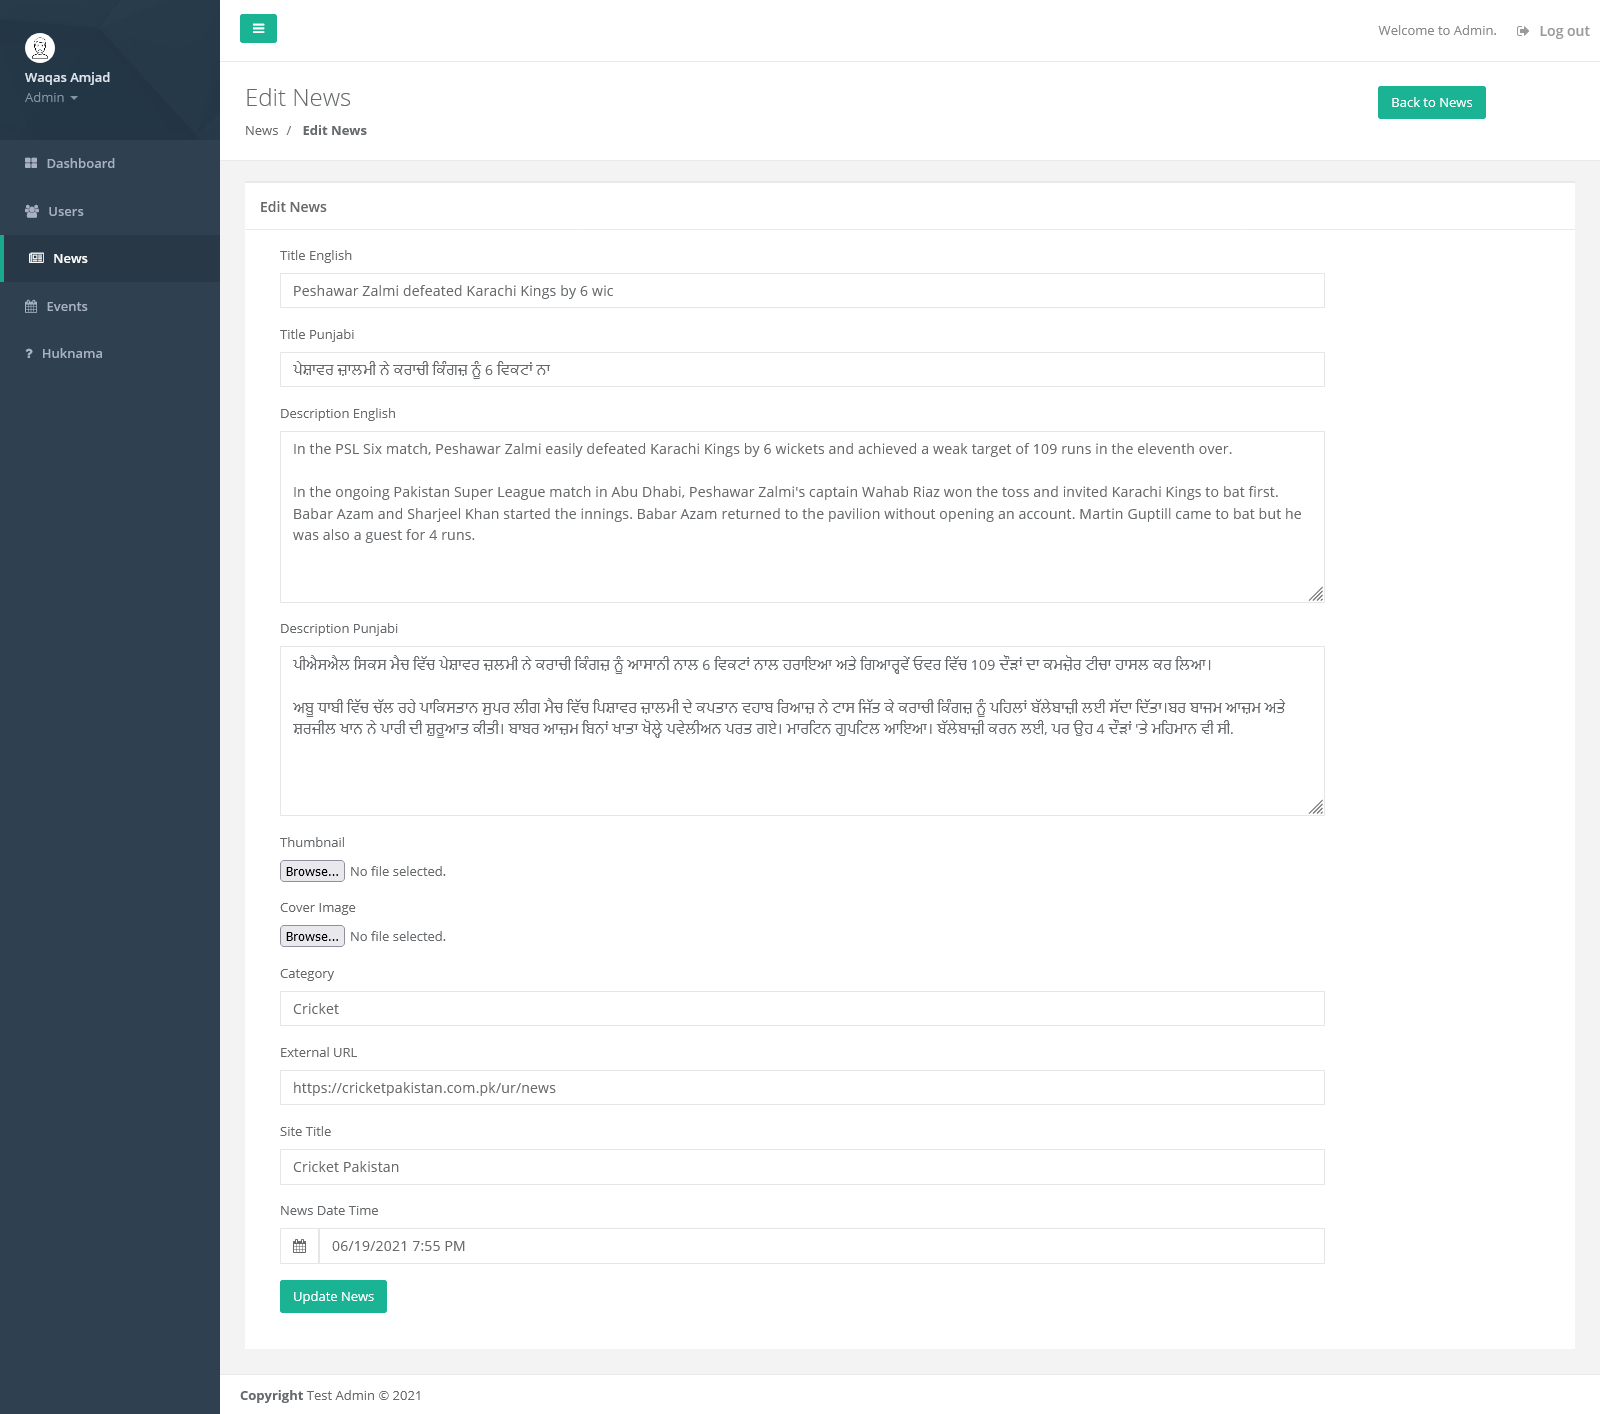 Waqas Amjad
Admin
Dashboard
Users
News
Events
? Huknama
Welcome to Admin.
Log out
Edit News
News / Edit News
Back to News
Edit News
Title English
Peshawar Zalmi defeated Karachi Kings by 6 wic
Title Punjabi
ਪੇਸ਼ਾਵਰ ਜ਼ਾਲਮੀ ਨੇ ਕਰਾਚੀ ਕਿੰਗਜ਼ ਨੂੰ 6 ਵਿਕਟਾਂ ਨਾ
Description English
In the PSL Six match, Peshawar Zalmi easily defeated Karachi Kings by 6 wickets and achieved a weak target of 109 runs in the eleventh over.
In the ongoing Pakistan Super League match in Abu Dhabi, Peshawar Zalmi's captain Wahab Riaz won the toss and invited Karachi Kings to bat first.
Babar Azam and Sharjeel Khan started the innings. Babar Azam returned to the pavilion without opening an account. Martin Guptill came to bat but he
was also a guest for 4 runs.
Description Punjabi
ਪੀਐਸਐਲ ਸਿਕਸ ਮੈਚ ਵਿੱਚ ਪੇਸ਼ਾਵਰ ਜ਼ਲਮੀ ਨੇ ਕਰਾਚੀ ਕਿੰਗਜ਼ ਨੂੰ ਆਸਾਨੀ ਨਾਲ 6 ਵਿਕਟਾਂ ਨਾਲ ਹਰਾਇਆ ਅਤੇ ਗਿਆਰ੍ਹਵੇਂ ਓਵਰ ਵਿੱਚ 109 ਦੌੜਾਂ ਦਾ ਕਮਜ਼ੋਰ ਟੀਚਾ ਹਾਸਲ ਕਰ ਲਿਆ।
ਅਬੂ ਧਾਬੀ ਵਿੱਚ ਚੱਲ ਰਹੇ ਪਾਕਿਸਤਾਨ ਸੁਪਰ ਲੀਗ ਮੈਚ ਵਿੱਚ ਪਿਸ਼ਾਵਰ ਜ਼ਾਲਮੀ ਦੇ ਕਪਤਾਨ ਵਹਾਬ ਰਿਆਜ਼ ਨੇ ਟਾਸ ਜਿੱਤ ਕੇ ਕਰਾਚੀ ਕਿੰਗਜ਼ ਨੂੰ ਪਹਿਲਾਂ ਬੱਲੇਬਾਜ਼ੀ ਲਈ ਸੱਦਾ ਦਿੱਤਾ।ਬਰ ਬਾਜਮ ਆਜ਼ਮ ਅਤੇ
ਸ਼ਰਜੀਲ ਖਾਨ ਨੇ ਪਾਰੀ ਦੀ ਸ਼ੁਰੂਆਤ ਕੀਤੀ। ਬਾਬਰ ਆਜ਼ਮ ਬਿਨਾਂ ਖਾਤਾ ਖੋਲ੍ਹੇ ਪਵੇਲੀਅਨ ਪਰਤ ਗਏ। ਮਾਰਟਿਨ ਗੁਪਟਿਲ ਆਇਆ। ਬੱਲੇਬਾਜ਼ੀ ਕਰਨ ਲਈ, ਪਰ ਉਹ 4 ਦੌੜਾਂ 'ਤੇ ਮਹਿਮਾਨ ਵੀ ਸੀ.
Thumbnail
Browse... No file selected.
Cover Image
Browse... No file selected.
Category
Cricket
External URL
https://cricketpakistan.com.pk/ur/news
Site Title
Cricket Pakistan
News Date Time
06/19/2021 7:55 PM
Update News
Copyright Test Admin © 2021